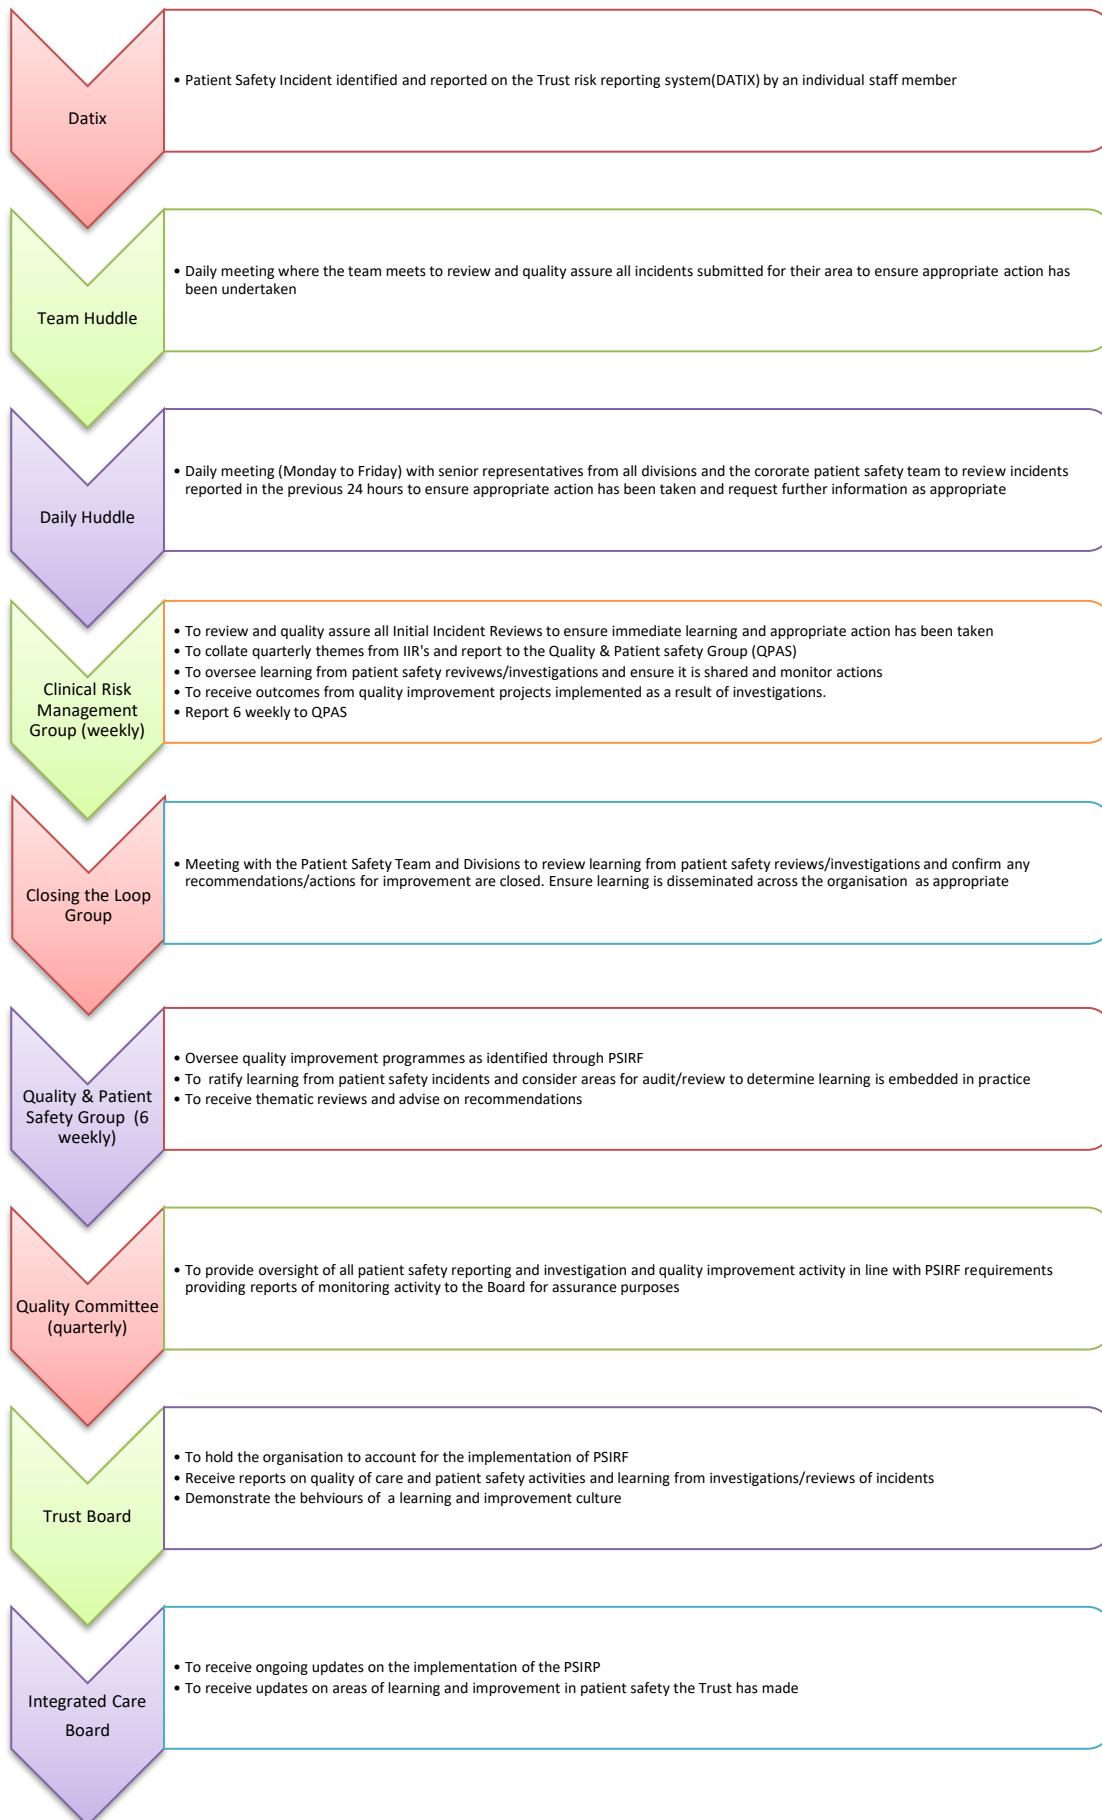 Datix
• Patient Safety Incident identified and reported on the Trust risk reporting system(DATIX) by an individual staff member
Team Huddle
• Daily meeting where the team meets to review and quality assure all incidents submitted for their area to ensure appropriate action has
been undertaken
Daily Huddle
• Daily meeting (Monday to Friday) with senior representatives from all divisions and the cororate patient safety team to review incidents
reported in the previous 24 hours to ensure appropriate action has been taken and request further information as appropriate
Clinical Risk
Management
Group (weekly)
• To review and quality assure all Initial Incident Reviews to ensure immediate learning and appropriate action has been taken
• To collate quarterly themes from IIR's and report to the Quality & Patient safety Group (QPAS)
• To oversee learning from patient safety revivews/investigations and ensure it is shared and monitor actions
• To receive outcomes from quality improvement projects implemented as a result of investigations.
• Report 6 weekly to QPAS
Closing the Loop
Group
• Meeting with the Patient Safety Team and Divisions to review learning from patient safety reviews/investigations and confirm any
recommendations/actions for improvement are closed. Ensure learning is disseminated across the organisation as appropriate
Quality & Patient
Safety Group (6
weekly)
• Oversee quality improvement programmes as identified through PSIRF
• To ratify learning from patient safety incidents and consider areas for audit/review to determine learning is embedded in practice
• To receive thematic reviews and advise on recommendations
Quality Committee
(quarterly)
• To provide oversight of all patient safety reporting and investigation and quality improvement activity in line with PSIRF requirements
providing reports of monitoring activity to the Board for assurance purposes
Trust Board
• To hold the organisation to account for the implementation of PSIRF
• Receive reports on quality of care and patient safety activities and learning from investigations/reviews of incidents
• Demonstrate the behviours of a learning and improvement culture
Integrated Care
Board
• To receive ongoing updates on the implementation of the PSIRP
• To receive updates on areas of learning and improvement in patient safety the Trust has made